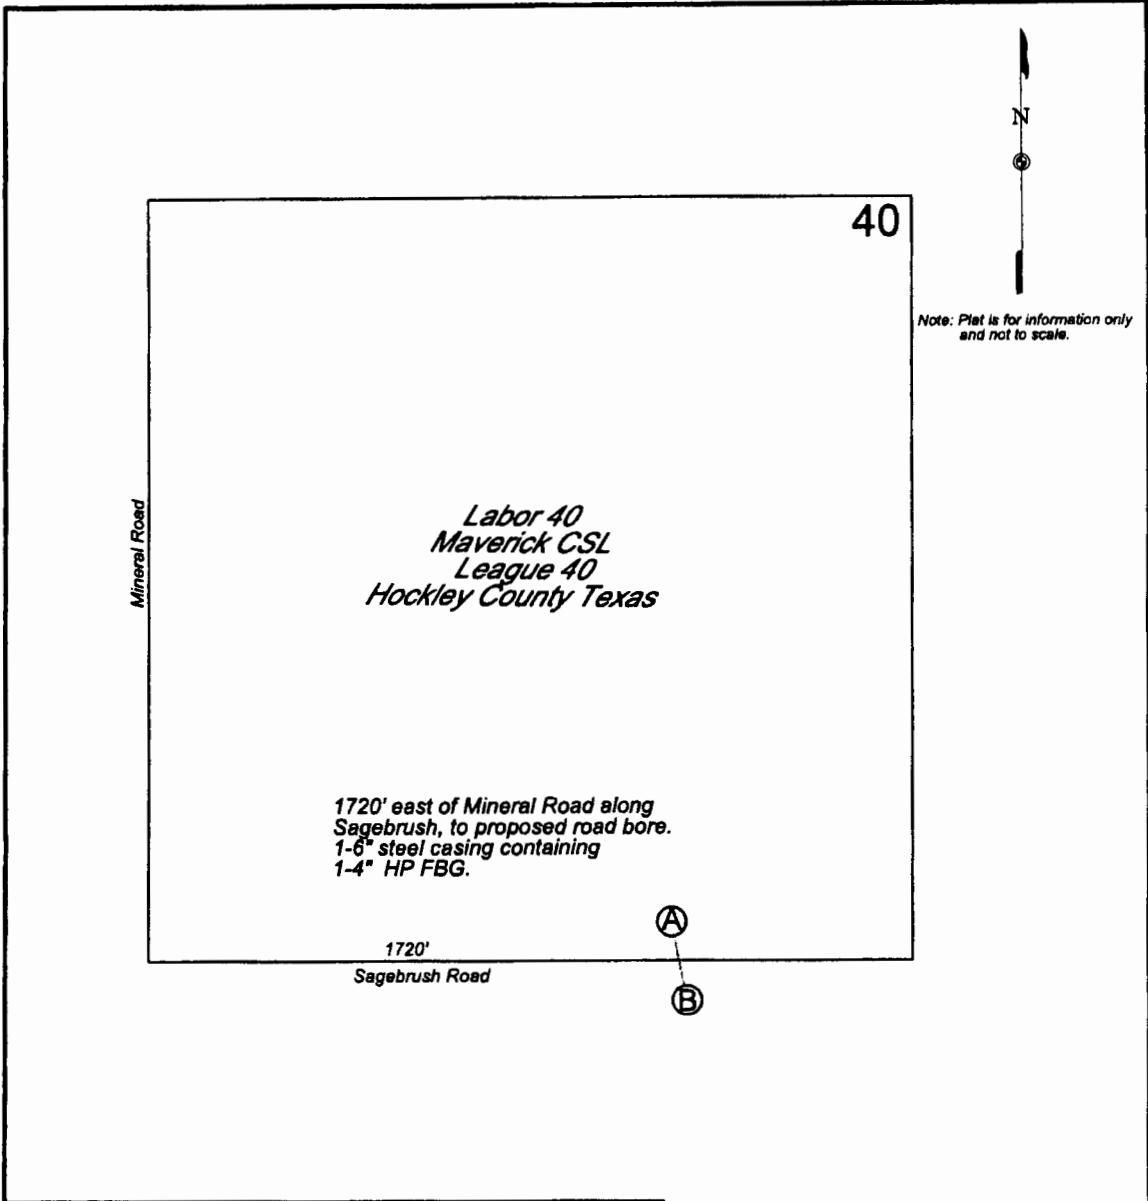 N
40
Note: Plat is for information only
and not to scale.
Mineral Road
Labor 40
Maverick CSL
League 40
Hockley County Texas
1720' east of Mineral Road along
Sagebrush, to proposed road bore.
1-6" steel casing containing
1-4" HP FBG.
A
1720'
Sagebrush Road
B